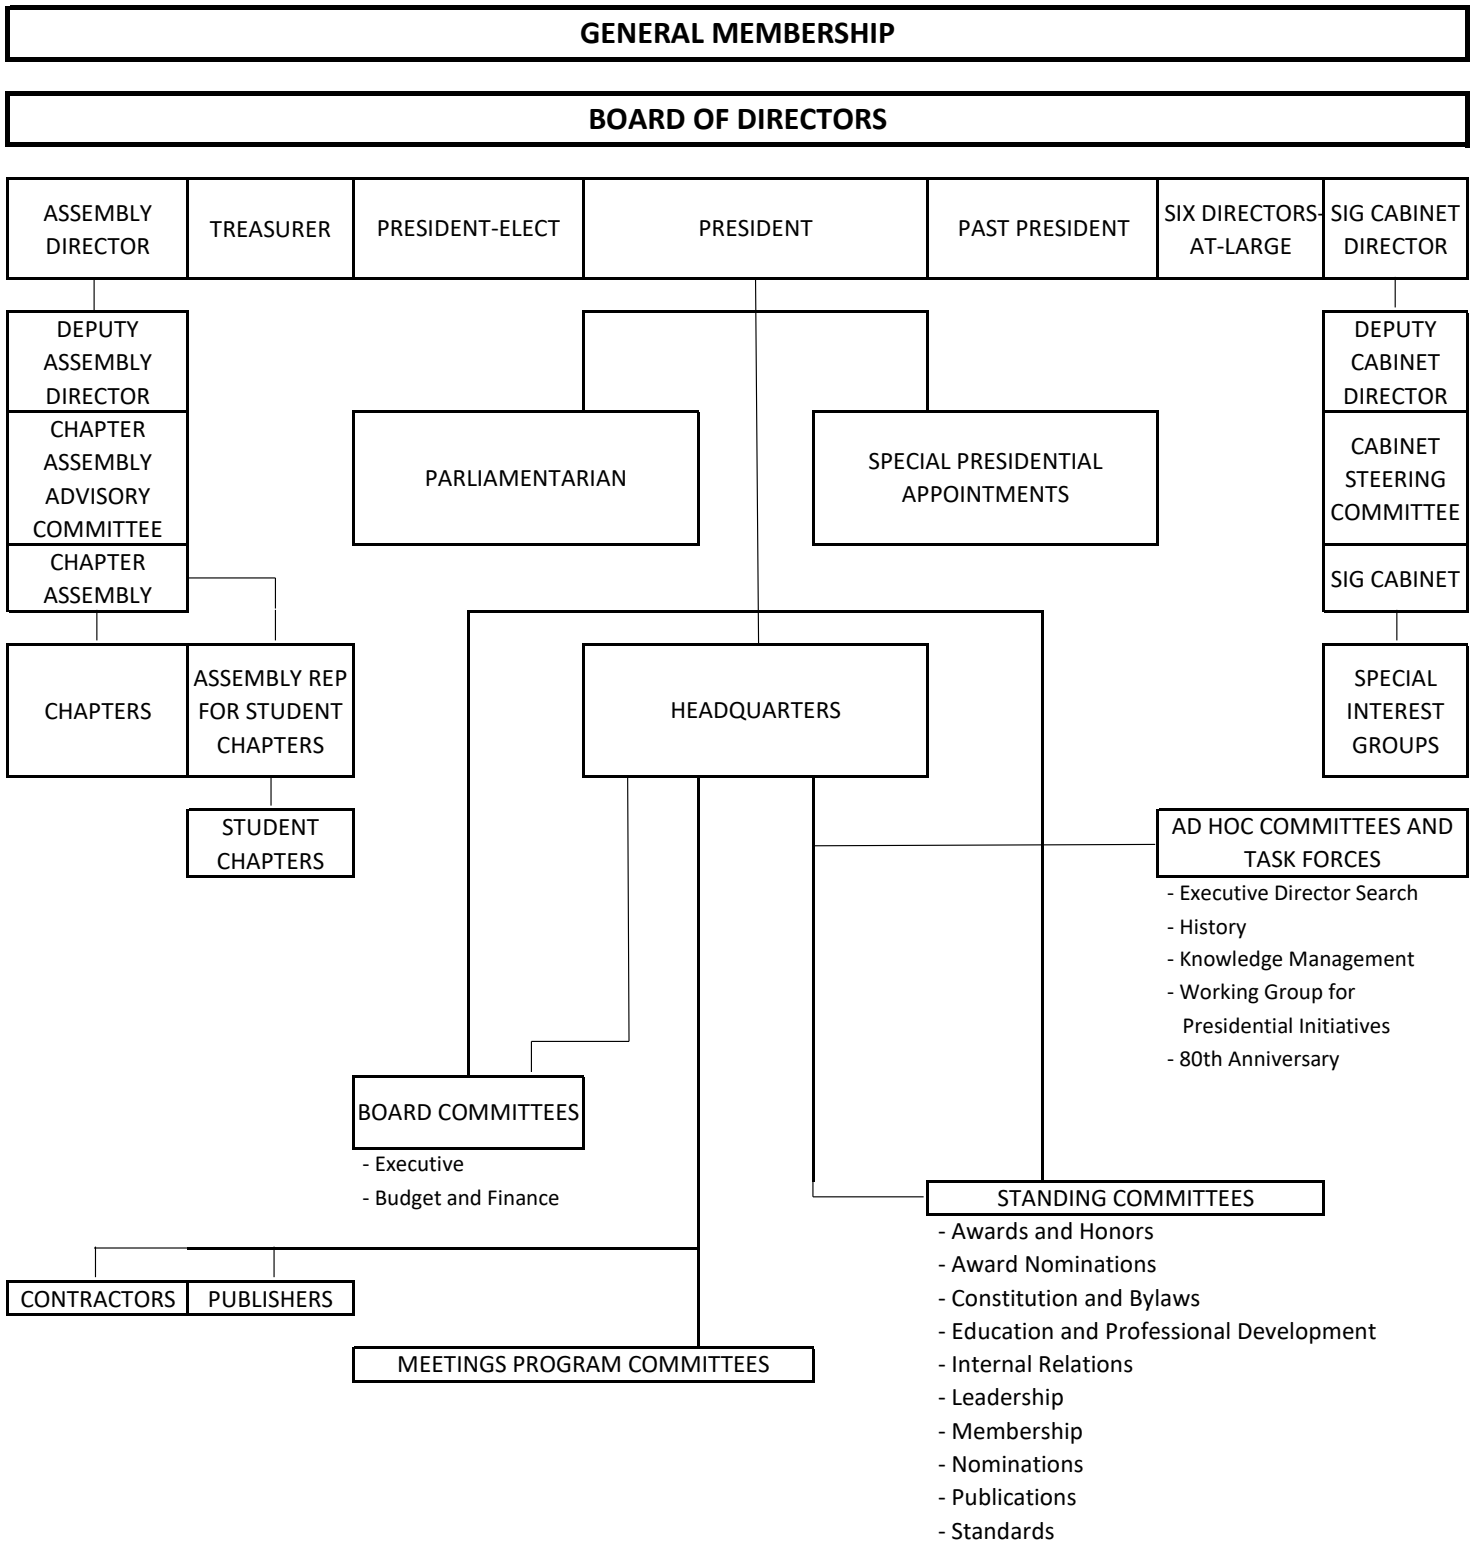 GENERAL MEMBERSHIP
BOARD OF DIRECTORS
ASSEMBLY
DIRECTOR
TREASURER
PRESIDENT-ELECT
PRESIDENT
PAST PRESIDENT
SIX DIRECTORS-
AT-LARGE
SIG CABINET
DIRECTOR
DEPUTY
ASSEMBLY
DIRECTOR
CHAPTER
ASSEMBLY
ADVISORY
COMMITTEE
CHAPTER
ASSEMBLY
PARLIAMENTARIAN
SPECIAL PRESIDENTIAL
APPOINTMENTS
DEPUTY
CABINET
DIRECTOR
CABINET
STEERING
COMMITTEE
SIG CABINET
CHAPTERS
ASSEMBLY REP
FOR STUDENT
CHAPTERS
HEADQUARTERS
SPECIAL
INTEREST
GROUPS
STUDENT
CHAPTERS
AD HOC COMMITTEES AND
TASK FORCES
- Executive Director Search
- History
- Knowledge Management
- Working Group for
Presidential Initiatives
- 80th Anniversary
BOARD COMMITTEES
- Executive
- Budget and Finance
STANDING COMMITTEES
- Awards and Honors
- Award Nominations
- Constitution and Bylaws
- Education and Professional Development
- Internal Relations
- Leadership
- Membership
- Nominations
- Publications
- Standards
CONTRACTORS
PUBLISHERS
MEETINGS PROGRAM COMMITTEES